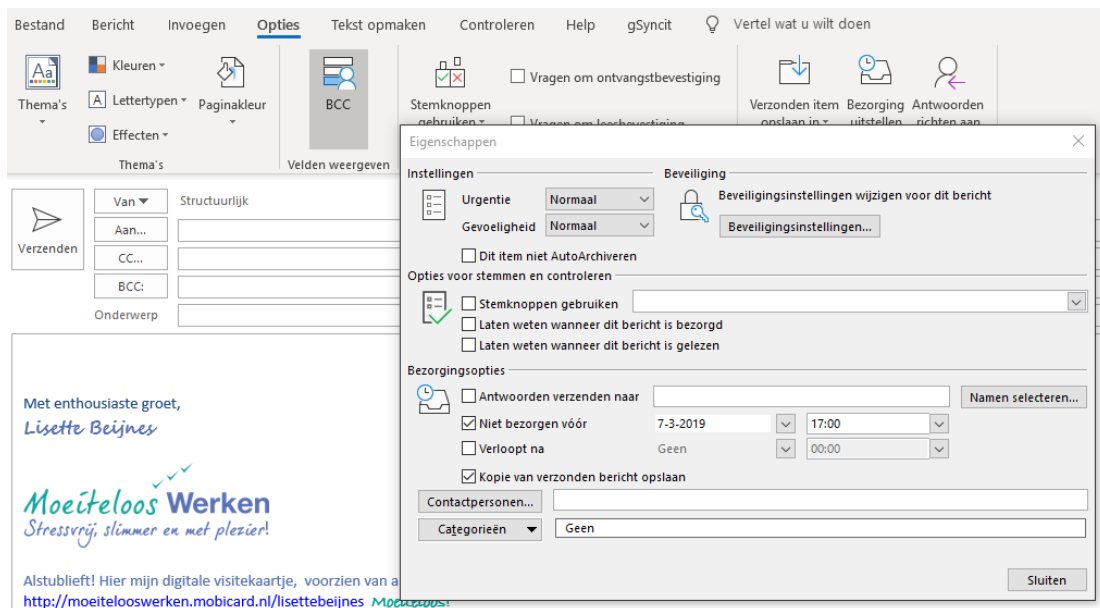 Bestand Bericht Invoegen Opties Tekst opmaken Controleren Help gSyncit Vertel wat u wilt doen
Aa
Thema's
Kleuren
A Lettertypen
Effecten
Paginakleur
Thema's
BCC
Velden weergeven
Stemknoppen
gebruiken
Vragen om ontvangstbevestiging
Vragen om leesbevestiging
Verzonden item
opslaan in
Bezorging
uitstellen
Antwoorden
richten aan
Verzenden
Van Structuurlijk
Aan...
CC...
BCC:
Onderwerp
Met enthousiaste groet,
Lisette Beijnes
Moeiteloos Werken
Stressvrij, slimmer en met plezier!
Alstublieft! Hier mijn digitale visitekaartje, voorzien van a
http://moeitelooswerken.mobicard.nl/lisettebeijnes Moeiteloos!
Eigenschappen
Instellingen
Urgentie Normaal
Gevoeligheid Normaal
Dit item niet AutoArchiveren
Beveiliging
Beveiligingsinstellingen wijzigen voor dit bericht
Beveiligingsinstellingen...
Opties voor stemmen en controleren
Stemknoppen gebruiken
Laten weten wanneer dit bericht is bezorgd
Laten weten wanneer dit bericht is gelezen
Bezorgingsopties
Antwoorden verzenden naar Namen selecteren...
Niet bezorgen vóór 7-3-2019 17:00
Verloopt na Geen 00:00
Kopie van verzonden bericht opslaan
Contactpersonen...
Categorieën Geen
Sluiten